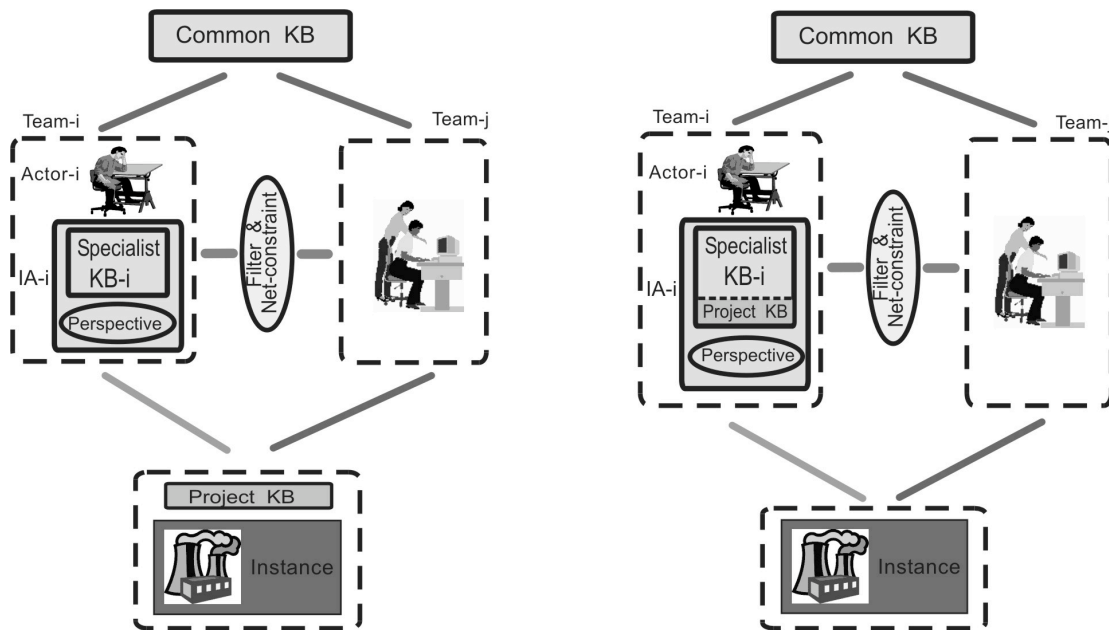 Common KB
Team-i
Team-j
Actor-i
Specialist
KB-i
IA-i
Perspective
Filter &
Net-constraint
Project KB
Instance
Common KB
Team-i
Team-j
Actor-i
Specialist
KB-i
IA-i
Project KB
Perspective
Filter &
Net-constraint
Instance